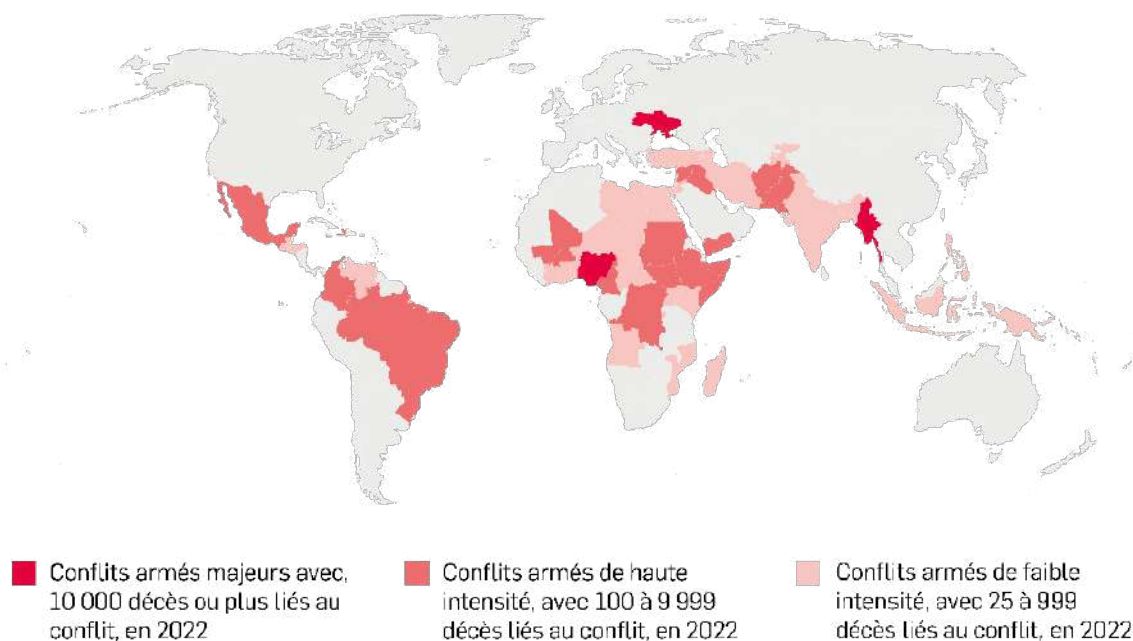 Conflits armés majeurs avec,
10 000 décès ou plus liés au
conflit, en 2022
Conflits armés de haute
intensité, avec 100 à 9 999
décès liés au conflit, en 2022
Conflits armés de faible
intensité, avec 25 à 999
décès liés au conflit, en 2022